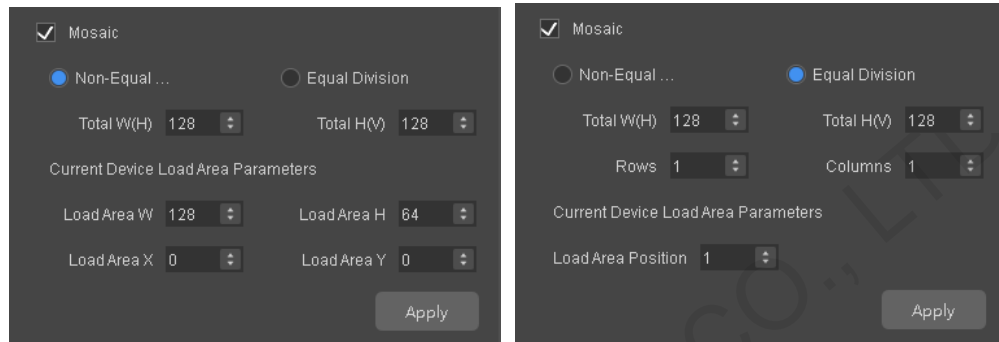 Mosaic
Non-Equal ...
Equal Division
Total W(H) 128
Total H(V) 128
Current Device Load Area Parameters
Load Area W 128
Load Area H 64
Load Area X 0
Load Area Y 0
Apply
Mosaic
Non-Equal ...
Equal Division
Total W(H) 128
Total H(V) 128
Rows 1
Columns 1
Current Device Load Area Parameters
Load Area Position 1
Apply
CO., LTD